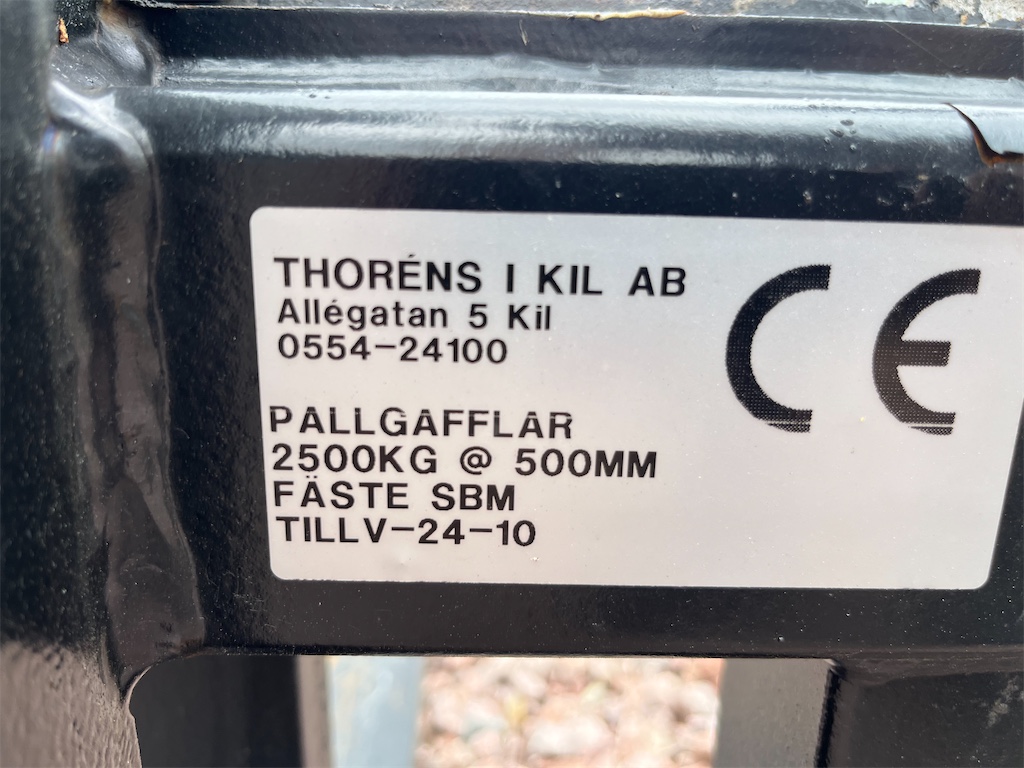 THORÉNS I KIL AB
Allégatan 5 Kil
0554-24100
CE
PALLGAFFLAR
2500KG @ 500MM
FÄSTE SBM
TILLV-24-10